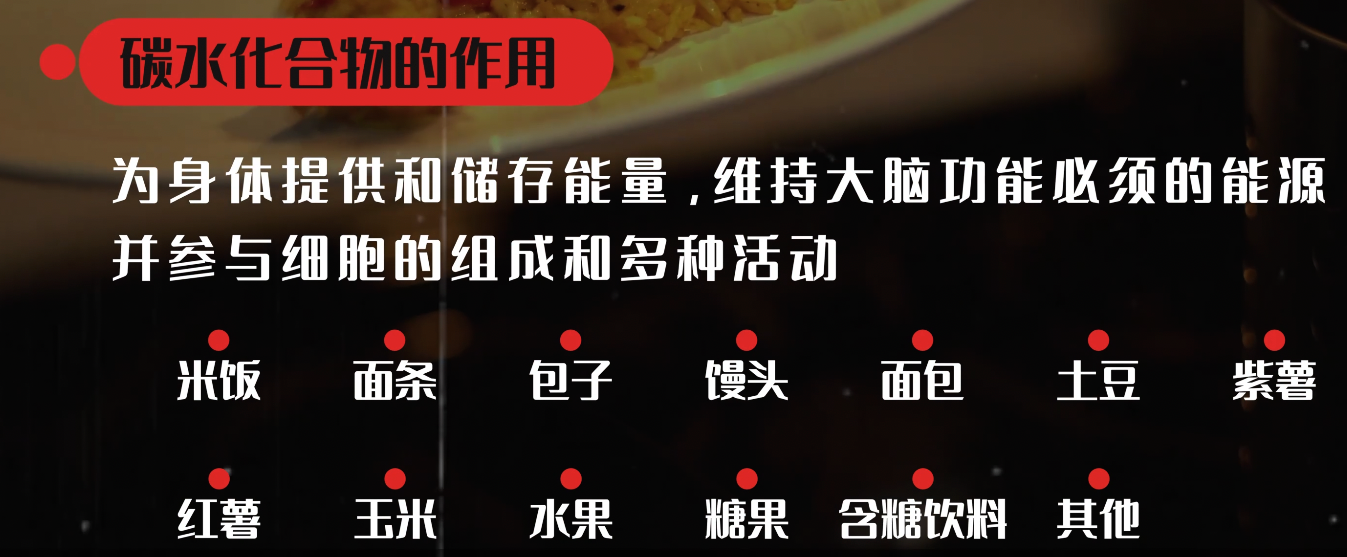 碳水化合物的作用
为身体提供和储存能量,维持大脑功能必须的能源
并参与细胞的组成和多种活动
米饭 面条 包子 馒头 面包 土豆 紫薯
红薯 玉米 水果 糖果 含糖饮料 其他